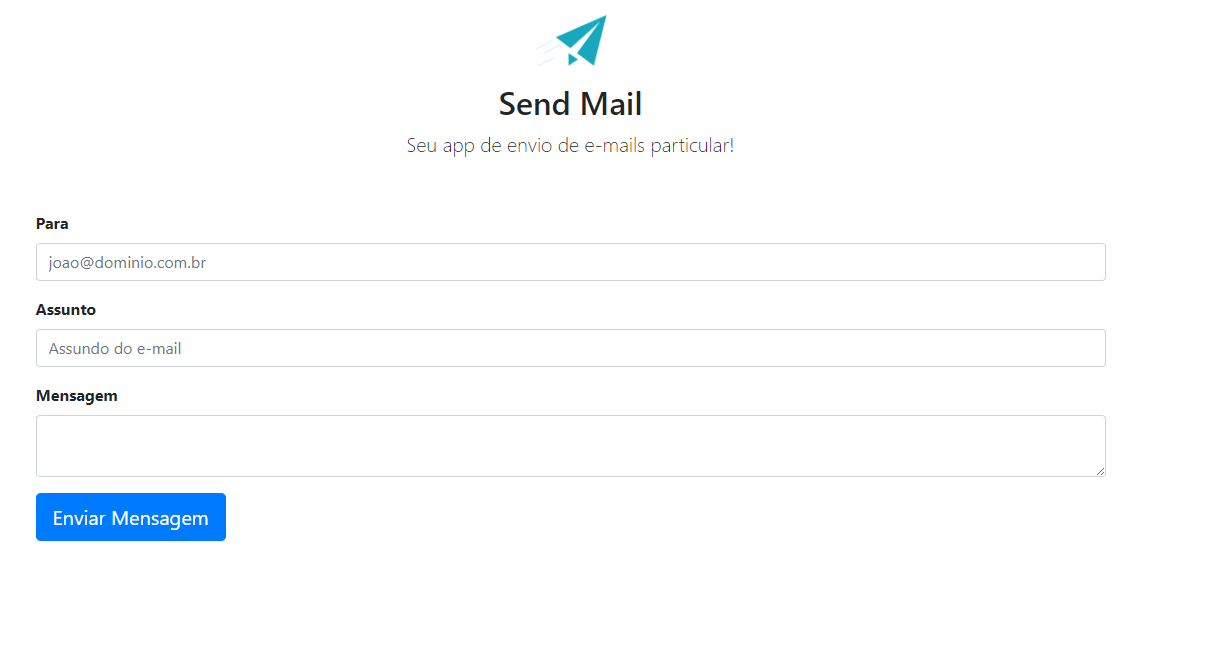 Send Mail
Seu app de envio de e-mails particular!
Para
joao@dominio.com.br
Assunto
Assundo do e-mail
Mensagem
Enviar Mensagem